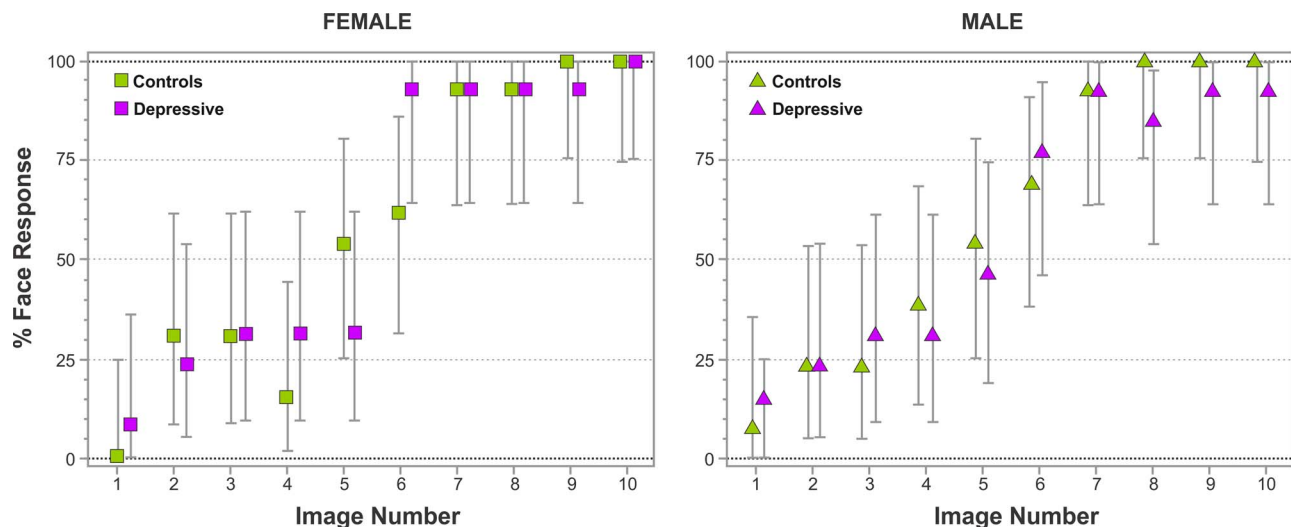 FEMALE
% Face Response
100
75
50
25
0
Controls
Depressive
1 2 3 4 5 6 7 8 9 10
Image Number
MALE
100
75
50
25
0
Controls
Depressive
1 2 3 4 5 6 7 8 9 10
Image Number